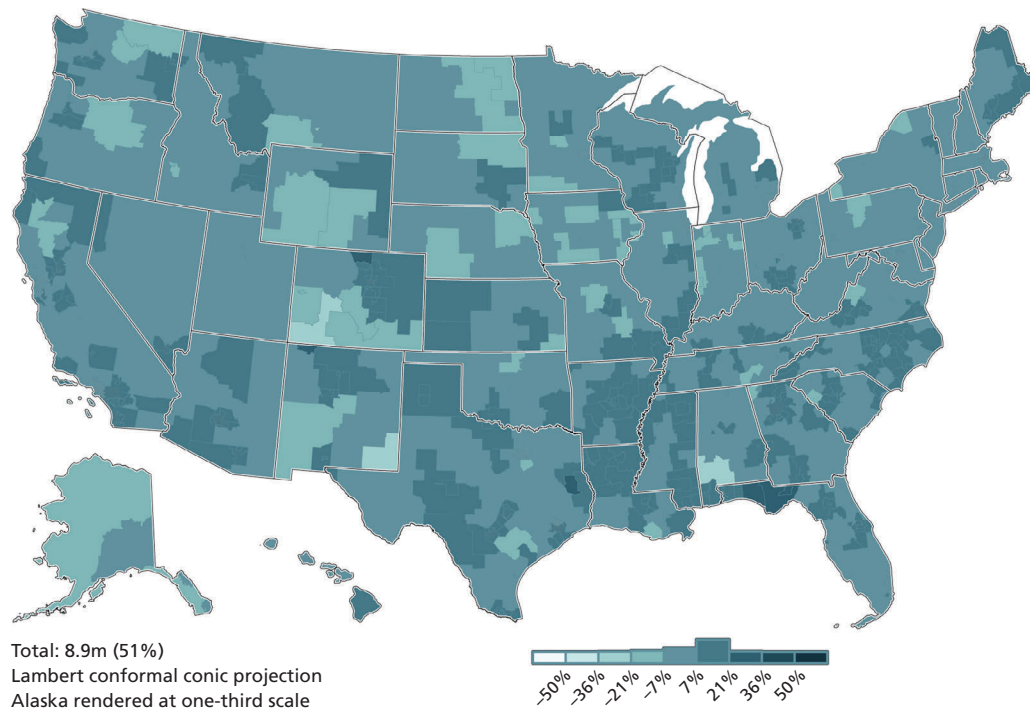 Total: 8.9m (51%)
Lambert conformal conic projection
Alaska rendered at one-third scale
–50% –36% –21% –7% 7% 21% 36% 50%